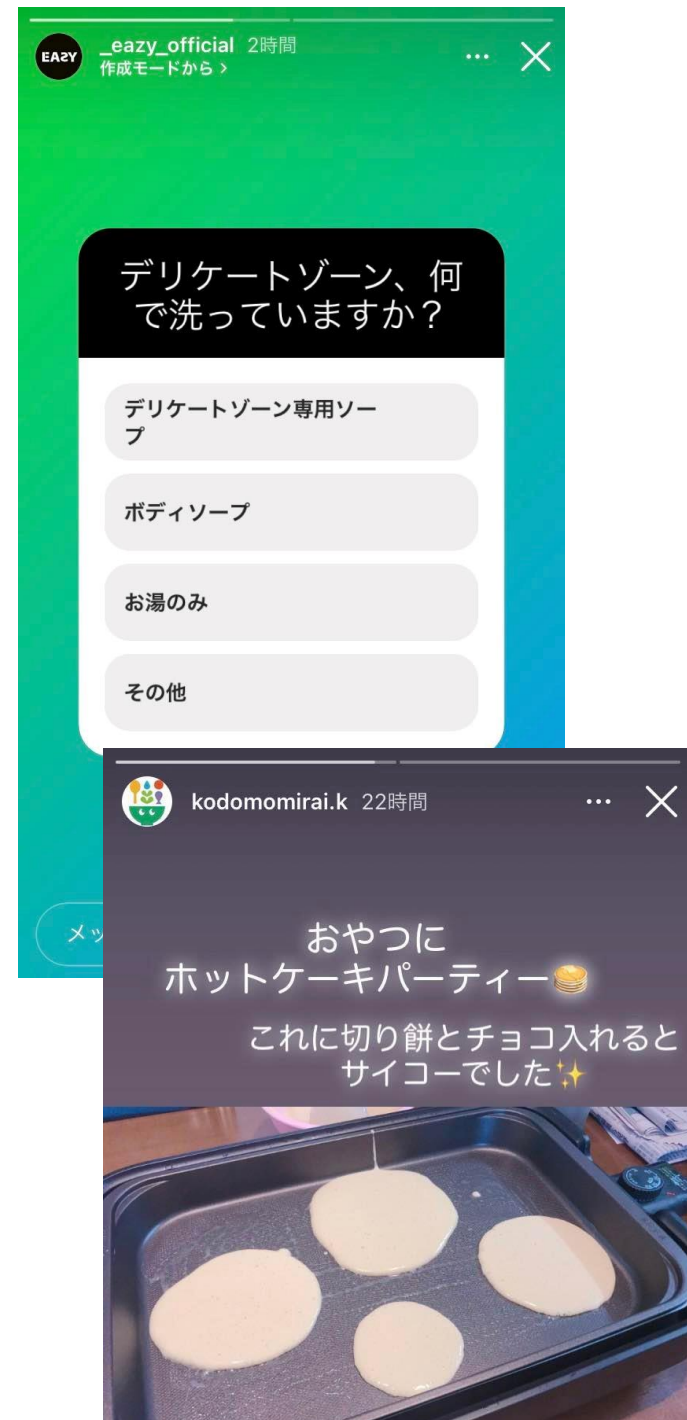 EAZY
_eazy_official 2時間
作成モードから >
デリケートゾーン、何
で洗っていますか？
デリケートゾーン専用ソー
プ
ボディソープ
お湯のみ
その他
メッ
kodomomirai.k 22時間
おやつに
ホットケーキパーティー🥞
これに切り餅とチョコ入れると
サイコーでした✨